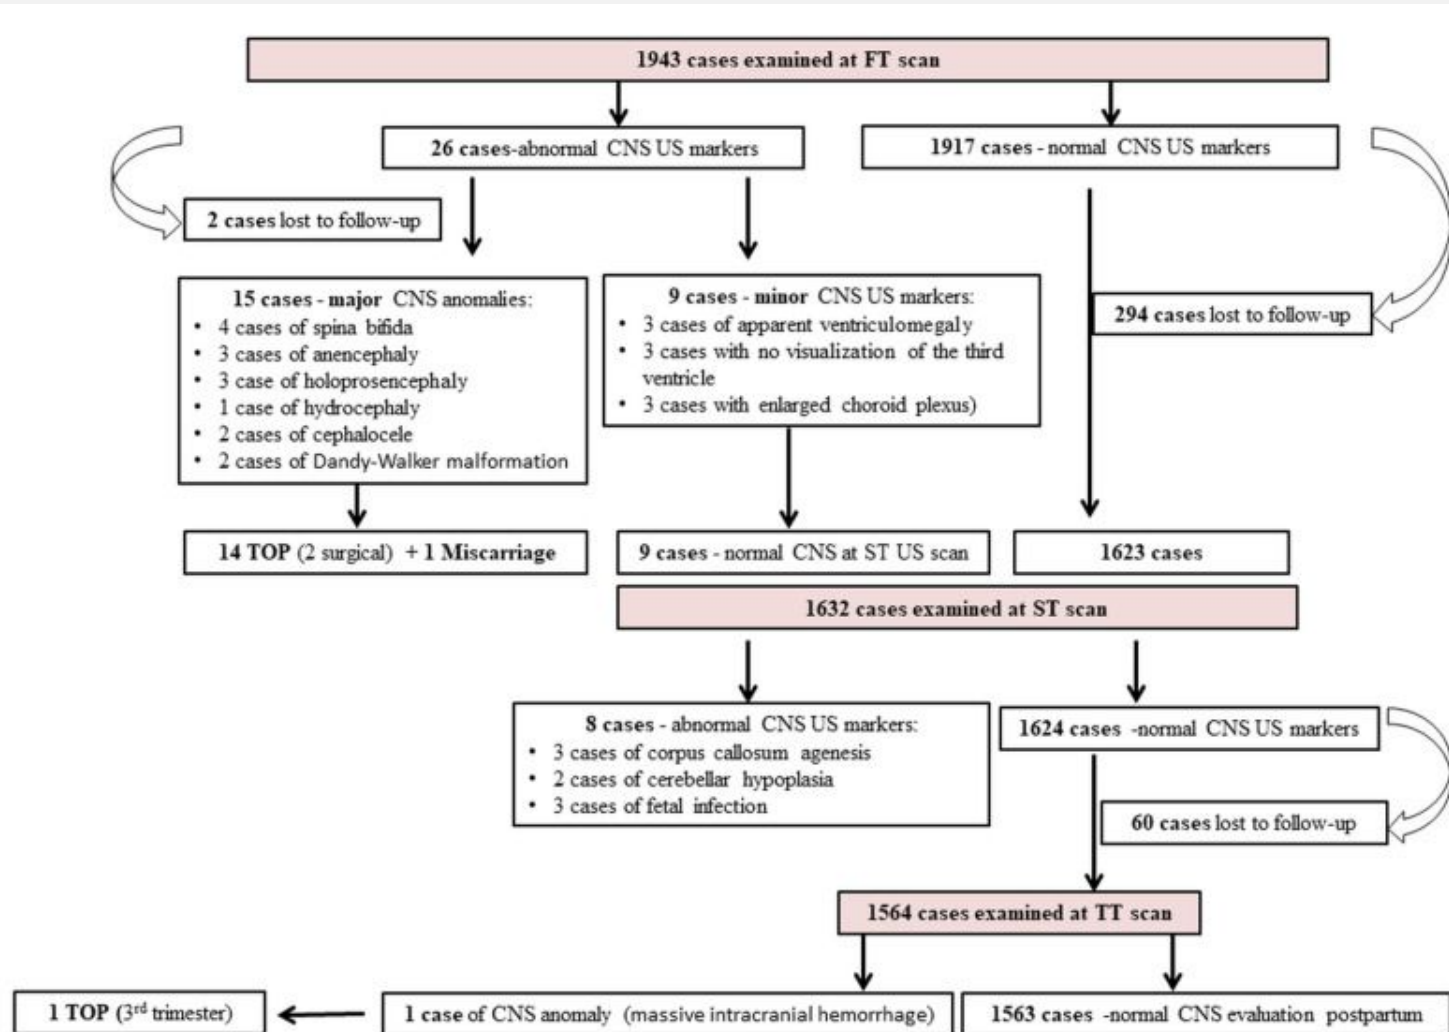 1943 cases examined at FT scan
26 cases-abnormal CNS US markers
1917 cases - normal CNS US markers
2 cases lost to follow-up
15 cases - major CNS anomalies:
• 4 cases of spina bifida
• 3 cases of anencephaly
• 3 case of holoprosencephaly
• 1 case of hydrocephaly
• 2 cases of cephalocele
• 2 cases of Dandy-Walker malformation
9 cases - minor CNS US markers:
• 3 cases of apparent ventriculomegaly
• 3 cases with no visualization of the third
ventricle
• 3 cases with enlarged choroid plexus)
294 cases lost to follow-up
14 TOP (2 surgical) + 1 Miscarriage
9 cases - normal CNS at ST US scan
1623 cases
1632 cases examined at ST scan
8 cases - abnormal CNS US markers:
• 3 cases of corpus callosum agenesis
• 2 cases of cerebellar hypoplasia
• 3 cases of fetal infection
1624 cases -normal CNS US markers
60 cases lost to follow-up
1564 cases examined at TT scan
1 TOP (3rd trimester)
1 case of CNS anomaly (massive intracranial hemorrhage)
1563 cases -normal CNS evaluation postpartum